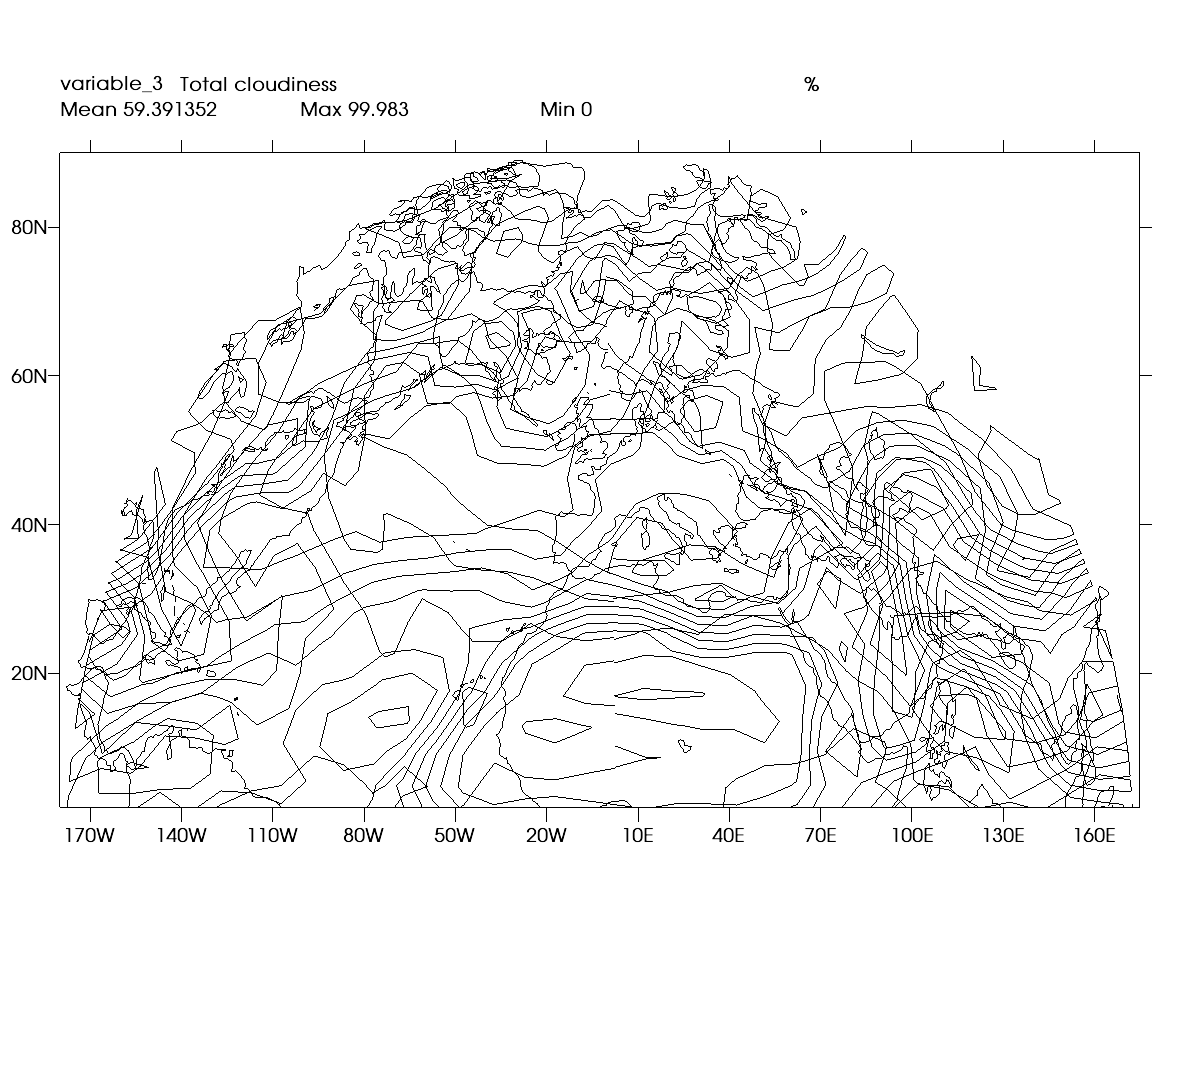 variable_3 Total cloudiness %
Mean 59.391352 Max 99.983 Min 0
80N
60N
40N
20N
170W 140W 110W 80W 50W 20W 10E 40E 70E 100E 130E 160E